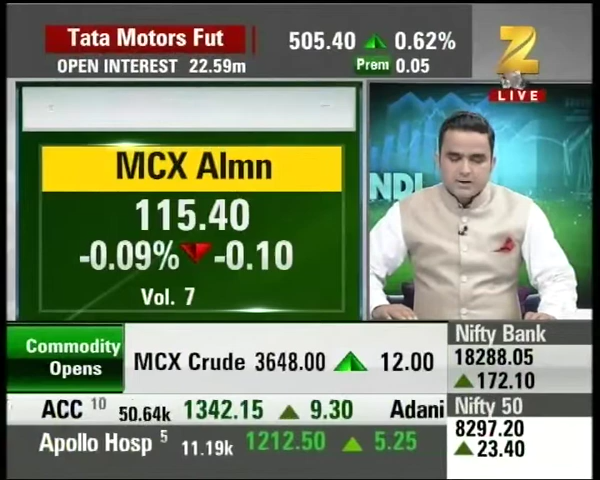 Tata Motors Fut 505.40 0.62%
OPEN INTEREST 22.59m Prem 0.05
Z
LIVE
MCX Almn
115.40
-0.09% -0.10
Vol. 7
NDI
Commodity
Opens
MCX Crude 3648.00 12.00
Nifty Bank
18288.05
172.10
ACC 10 50.64k 1342.15 9.30 Adani
Apollo Hosp 5 11.19k 1212.50 5.25
Nifty 50
8297.20
23.40